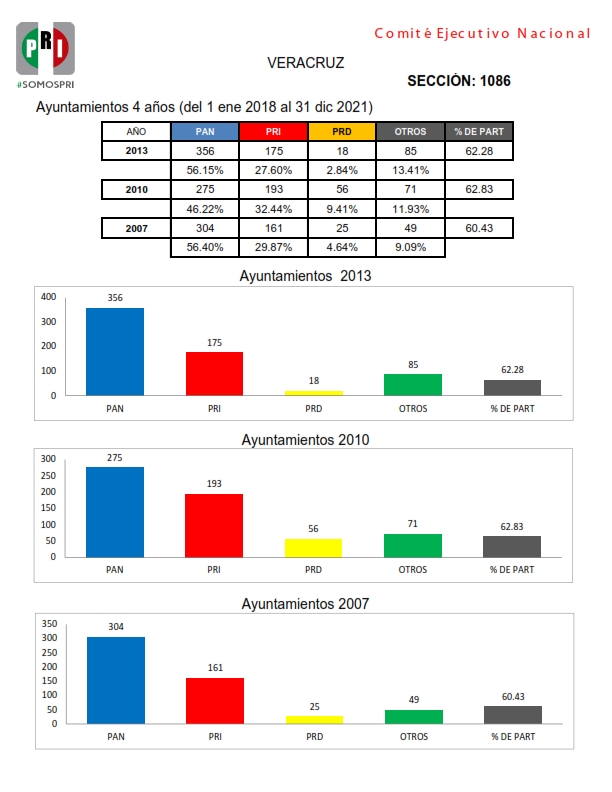 PRI
#SOMOSPRI
Comité Ejecutivo Nacional
VERACRUZ
SECCIÓN: 1086
Ayuntamientos 4 años (del 1 ene 2018 al 31 dic 2021)
AÑO PAN PRI PRD OTROS % DE PART
2013 356 175 18 85 62.28
56.15% 27.60% 2.84% 13.41%
2010 275 193 56 71 62.83
46.22% 32.44% 9.41% 11.93%
2007 304 161 25 49 60.43
56.40% 29.87% 4.64% 9.09%
Ayuntamientos 2013
400
300
200
100
0
356
175
18
85
62.28
PAN PRI PRD OTROS % DE PART
Ayuntamientos 2010
300
250
200
150
100
50
0
275
193
56
71
62.83
PAN PRI PRD OTROS % DE PART
Ayuntamientos 2007
350
300
250
200
150
100
50
0
304
161
25
49
60.43
PAN PRI PRD OTROS % DE PART